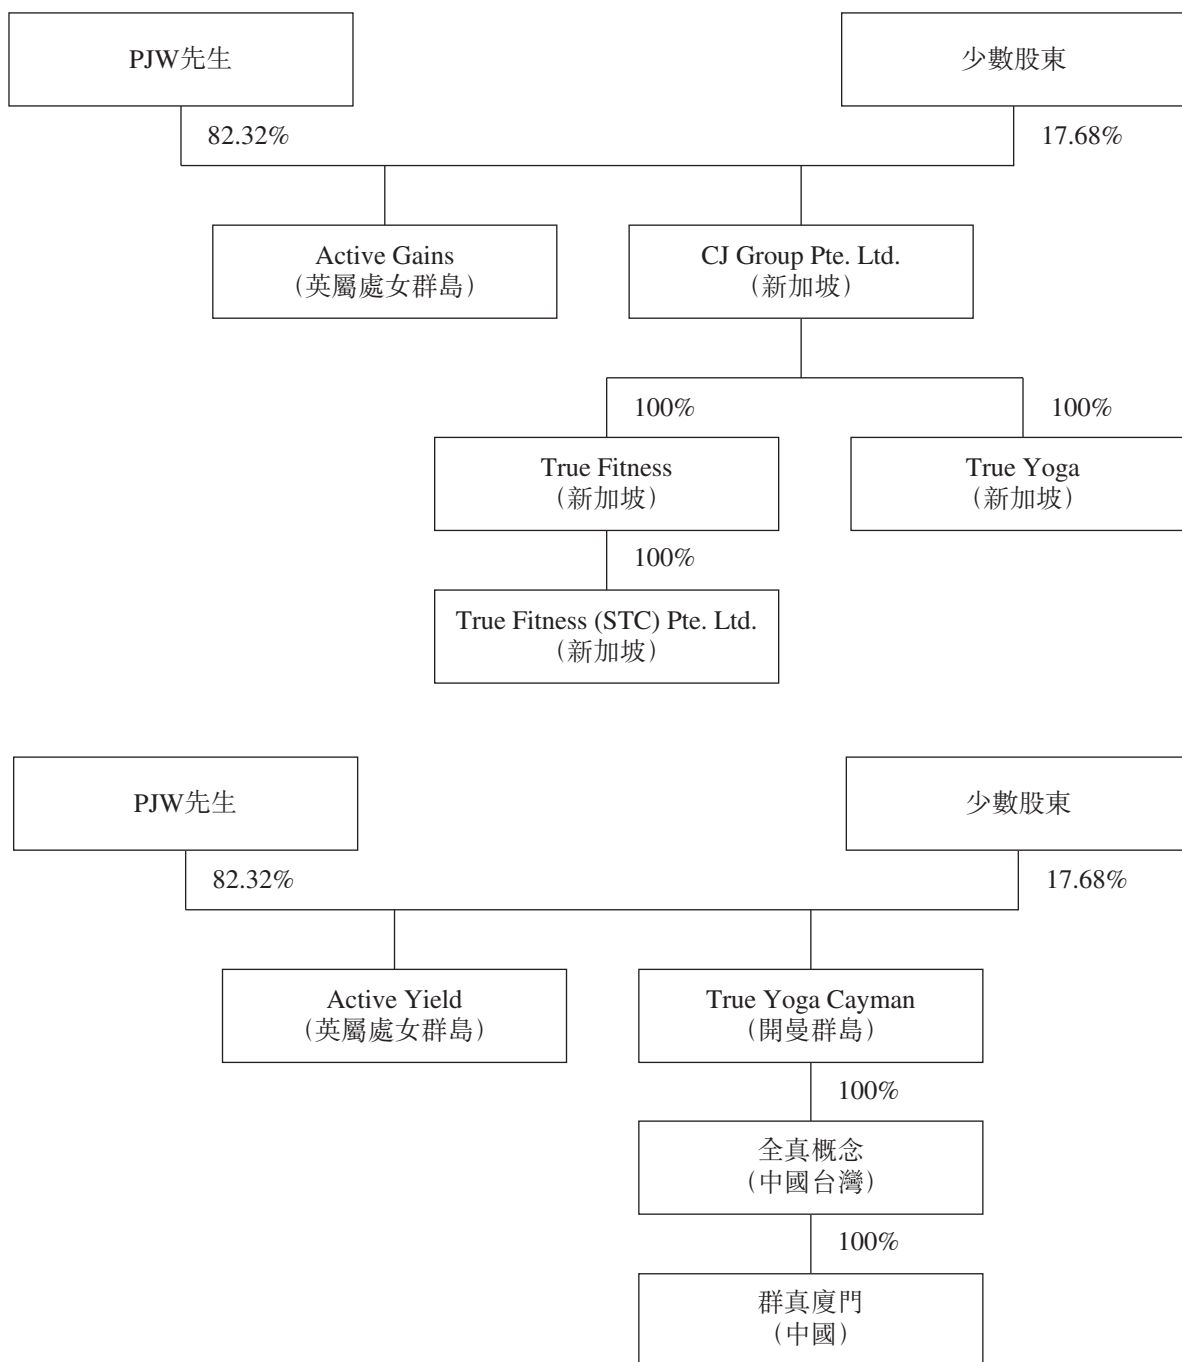 PJW先生
少數股東
82.32%
17.68%
Active Gains
（英屬處女群島）
CJ Group Pte. Ltd.
（新加坡）
100%
100%
True Fitness
（新加坡）
True Yoga
（新加坡）
100%
True Fitness (STC) Pte. Ltd.
（新加坡）
PJW先生
少數股東
82.32%
17.68%
Active Yield
（英屬處女群島）
True Yoga Cayman
（開曼群島）
100%
全真概念
（中國台灣）
100%
群真廈門
（中國）